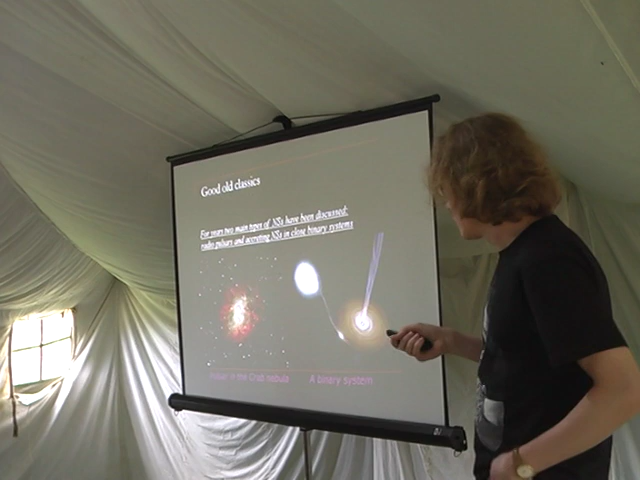 Good old classics
For years two main types of NSs have been discussed:
radio pulsars and accreting NSs in close binary systems
Pulsar in the Crab nebula
A binary system